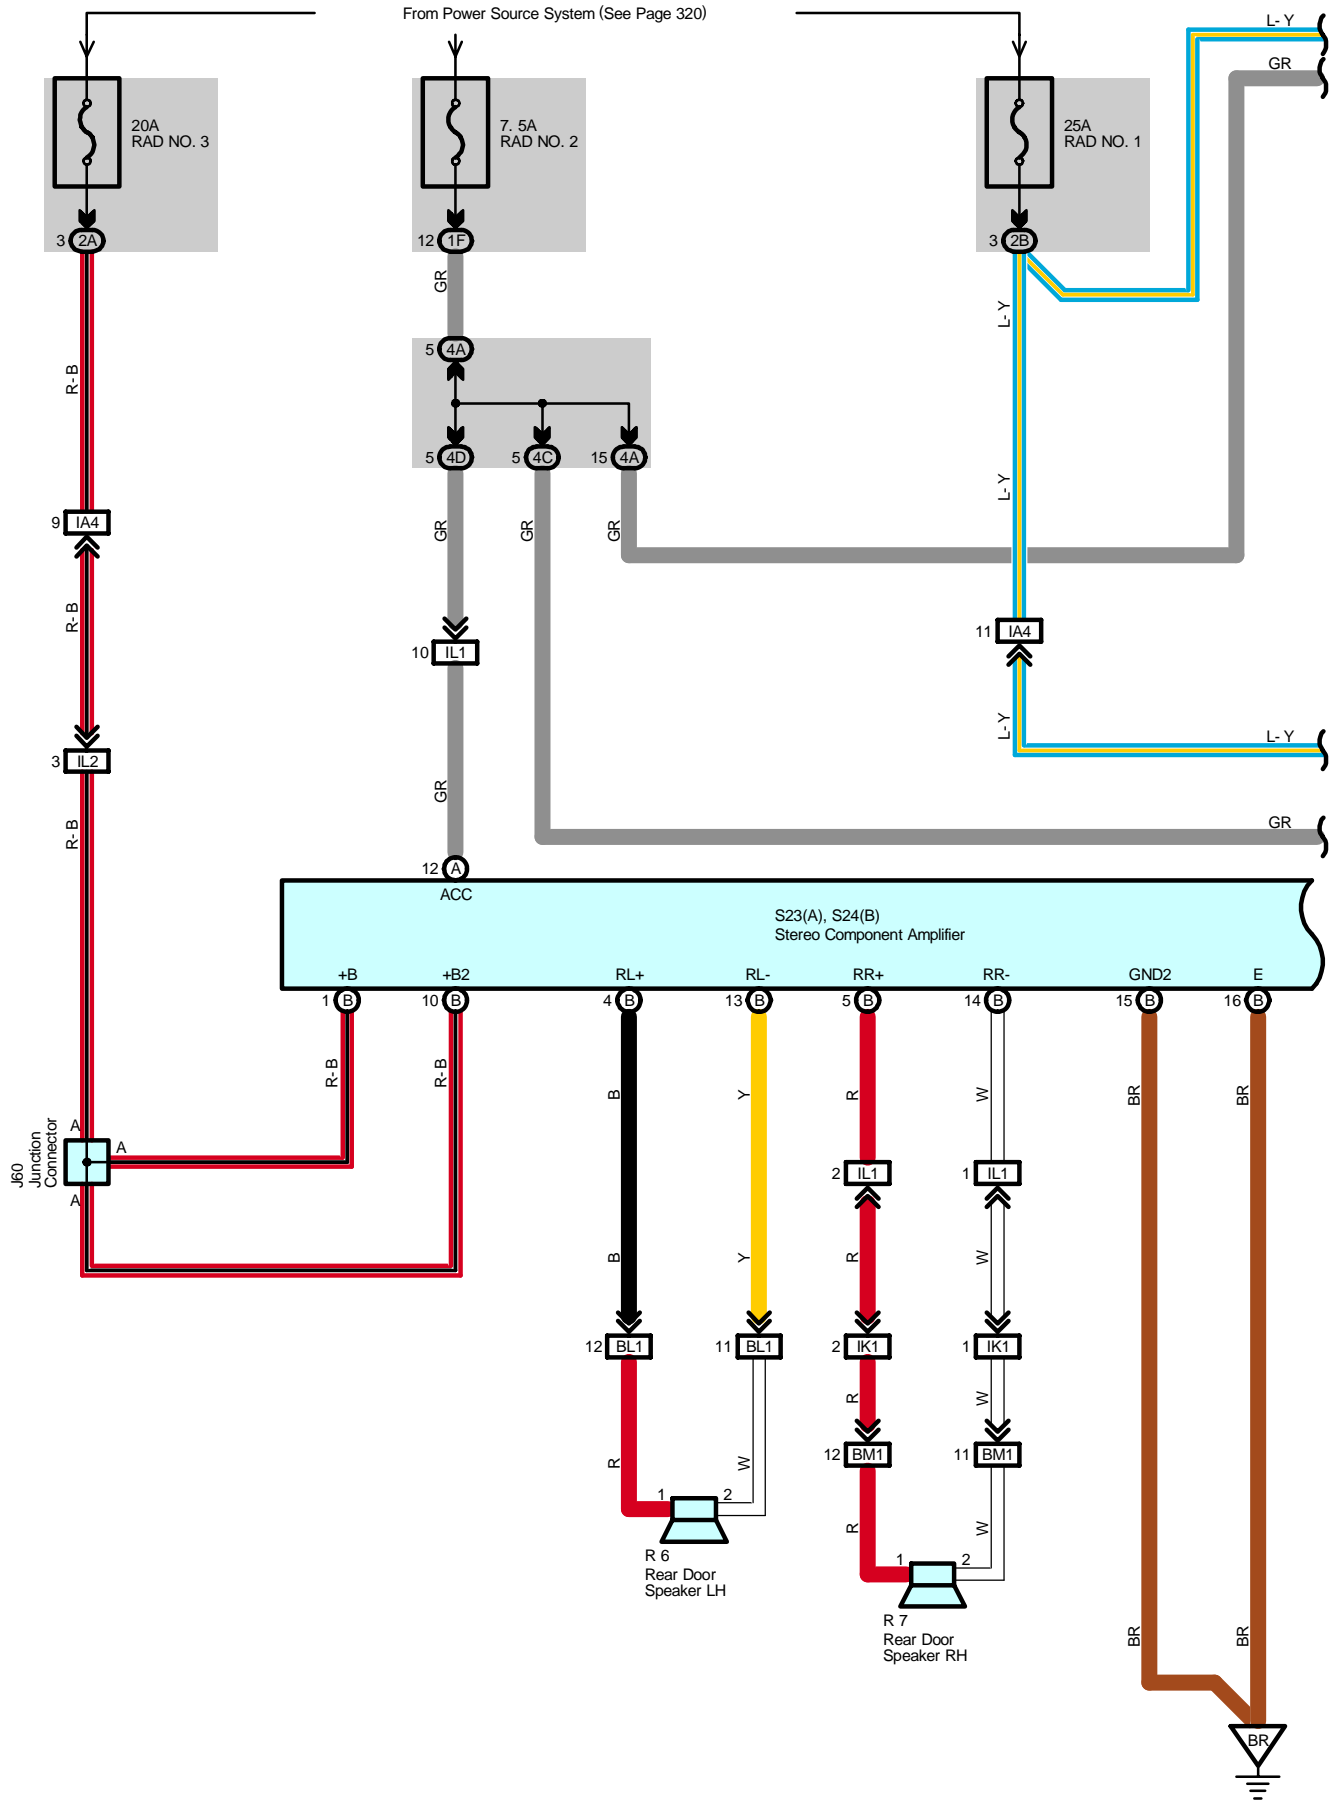 From Power Source System (See Page 320)
L- Y
GR
20A
RAD NO. 3
7. 5A
RAD NO. 2
25A
RAD NO. 1
3 2A
12 1F
3 2B
GR
L- Y
5 4A
R- B
5 4D
5 4C
15 4A
L- Y
9 IA4
GR
GR
GR
R- B
11 IA4
10 IL1
L- Y
L- Y
3 IL2
GR
R- B
GR
12 A
ACC
S23(A), S24(B)
Stereo Component Amplifier
+B
+B2
RL+
RL-
RR+
RR-
GND2
E
1 B
10 B
4 B
13 B
5 B
14 B
15 B
16 B
R- B
R- B
B
Y
R
W
BR
BR
A
A
A
J60
Junction
Connector
2 IL1
1 IL1
B
Y
R
W
12 BL1
11 BL1
2 IK1
1 IK1
R
W
R
W
12 BM1
11 BM1
1
2
R 6
Rear Door
Speaker LH
R
W
1
2
R 7
Rear Door
Speaker RH
BR
BR
BR